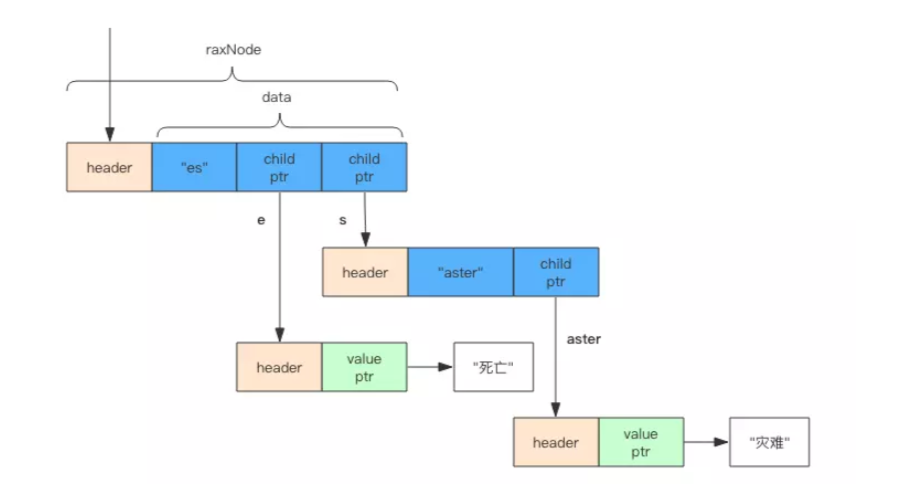 raxNode
data
header
"es"
child
ptr
child
ptr
e
s
header
"aster"
child
ptr
aster
header
value
ptr
"死亡"
header
value
ptr
"灾难"